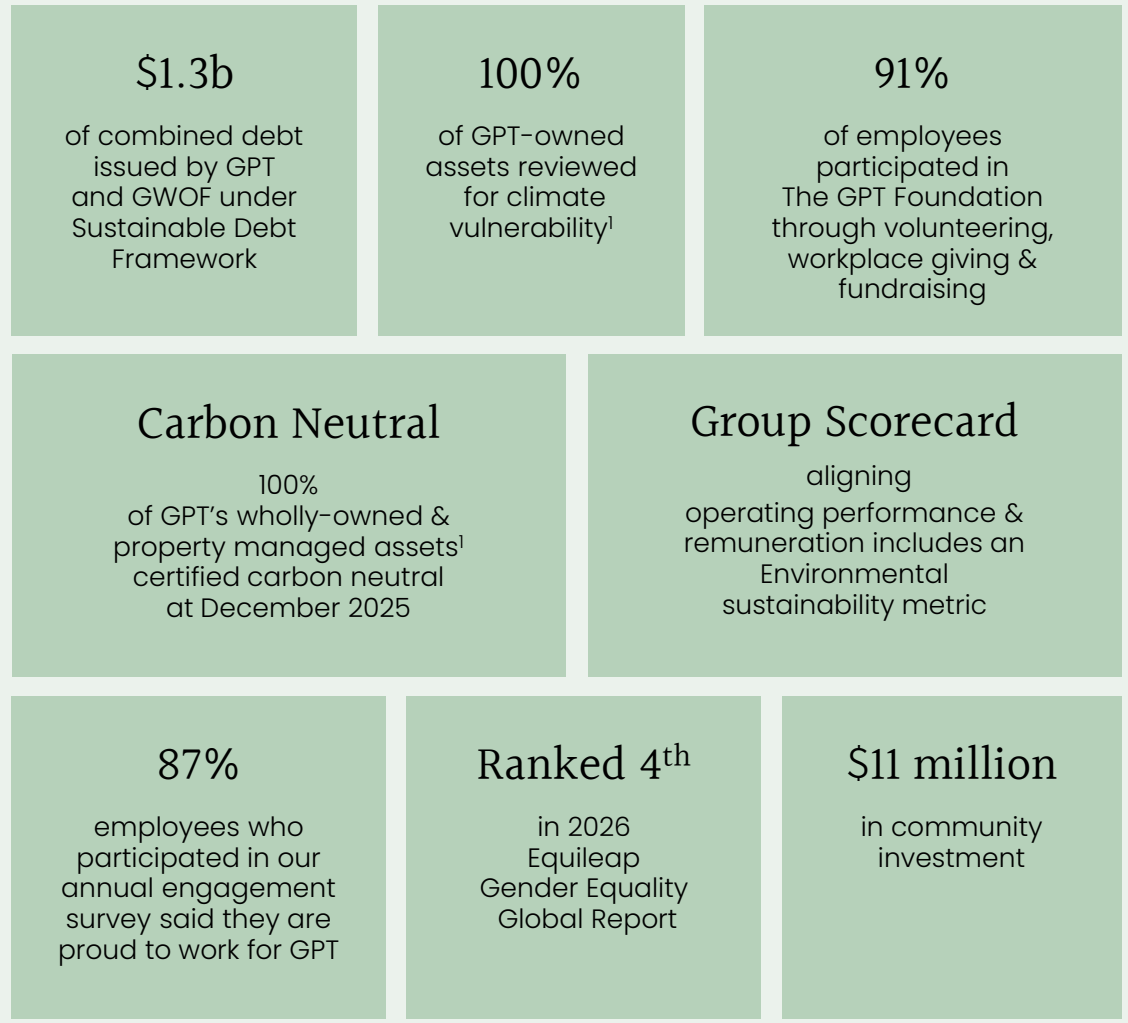 $1.3b
of combined debt
issued by GPT
and GWOF under
Sustainable Debt
Framework
100%
of GPT-owned
assets reviewed
for climate
vulnerability¹
91%
of employees
participated in
The GPT Foundation
through volunteering,
workplace giving &
fundraising
Carbon Neutral
100%
of GPT’s wholly-owned &
property managed assets¹
certified carbon neutral
at December 2025
Group Scorecard
aligning
operating performance &
remuneration includes an
Environmental
sustainability metric
87%
employees who
participated in our
annual engagement
survey said they are
proud to work for GPT
Ranked 4th
in 2026
Equileap
Gender Equality
Global Report
$11 million
in community
investment